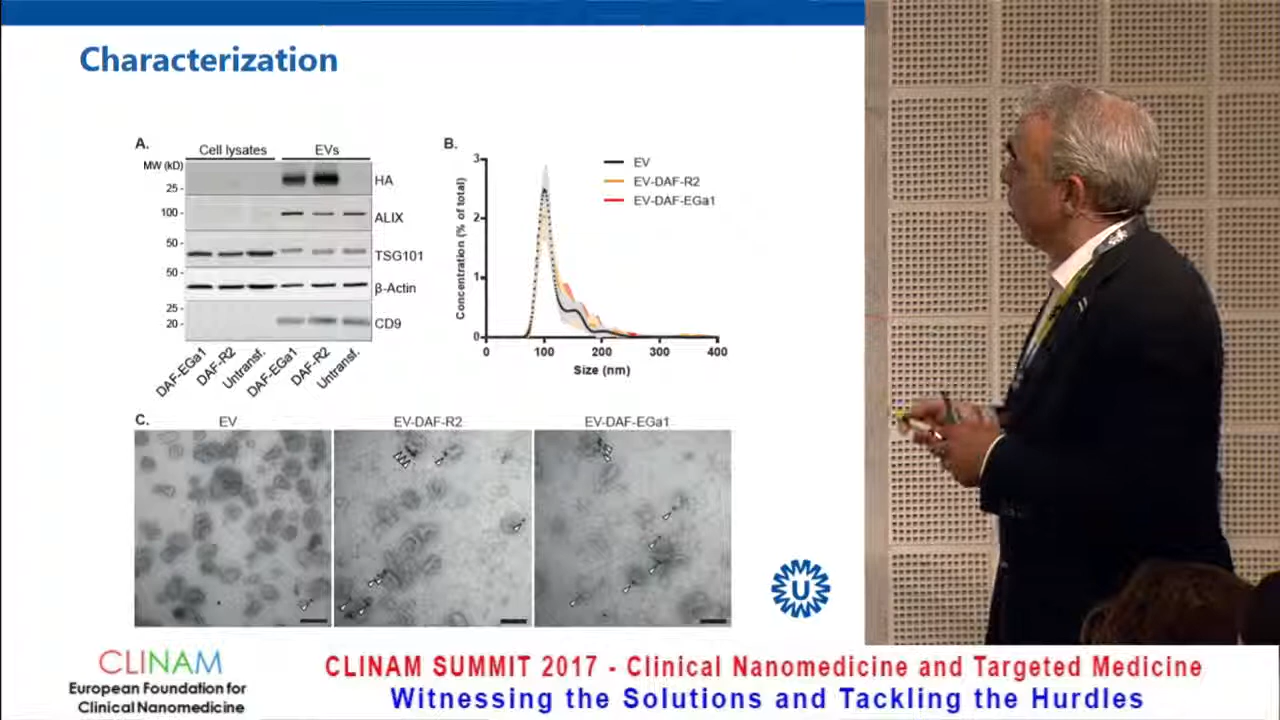 Characterization
A.
Cell lysates EVs
MW (kD)
25 - HA
100 - ALIX
50 - TSG101
50 - β-Actin
25 -
20 - CD9
DAF-EGa1 DAF-R2 Untransf. DAF-EGa1 DAF-R2 Untransf.
B.
3
2
1
0
Concentration (% of total)
0 100 200 300 400
Size (nm)
EV
EV-DAF-R2
EV-DAF-EGa1
C.
EV EV-DAF-R2 EV-DAF-EGa1
U
CLINAM
European Foundation for
Clinical Nanomedicine
CLINAM SUMMIT 2017 - Clinical Nanomedicine and Targeted Medicine
Witnessing the Solutions and Tackling the Hurdles